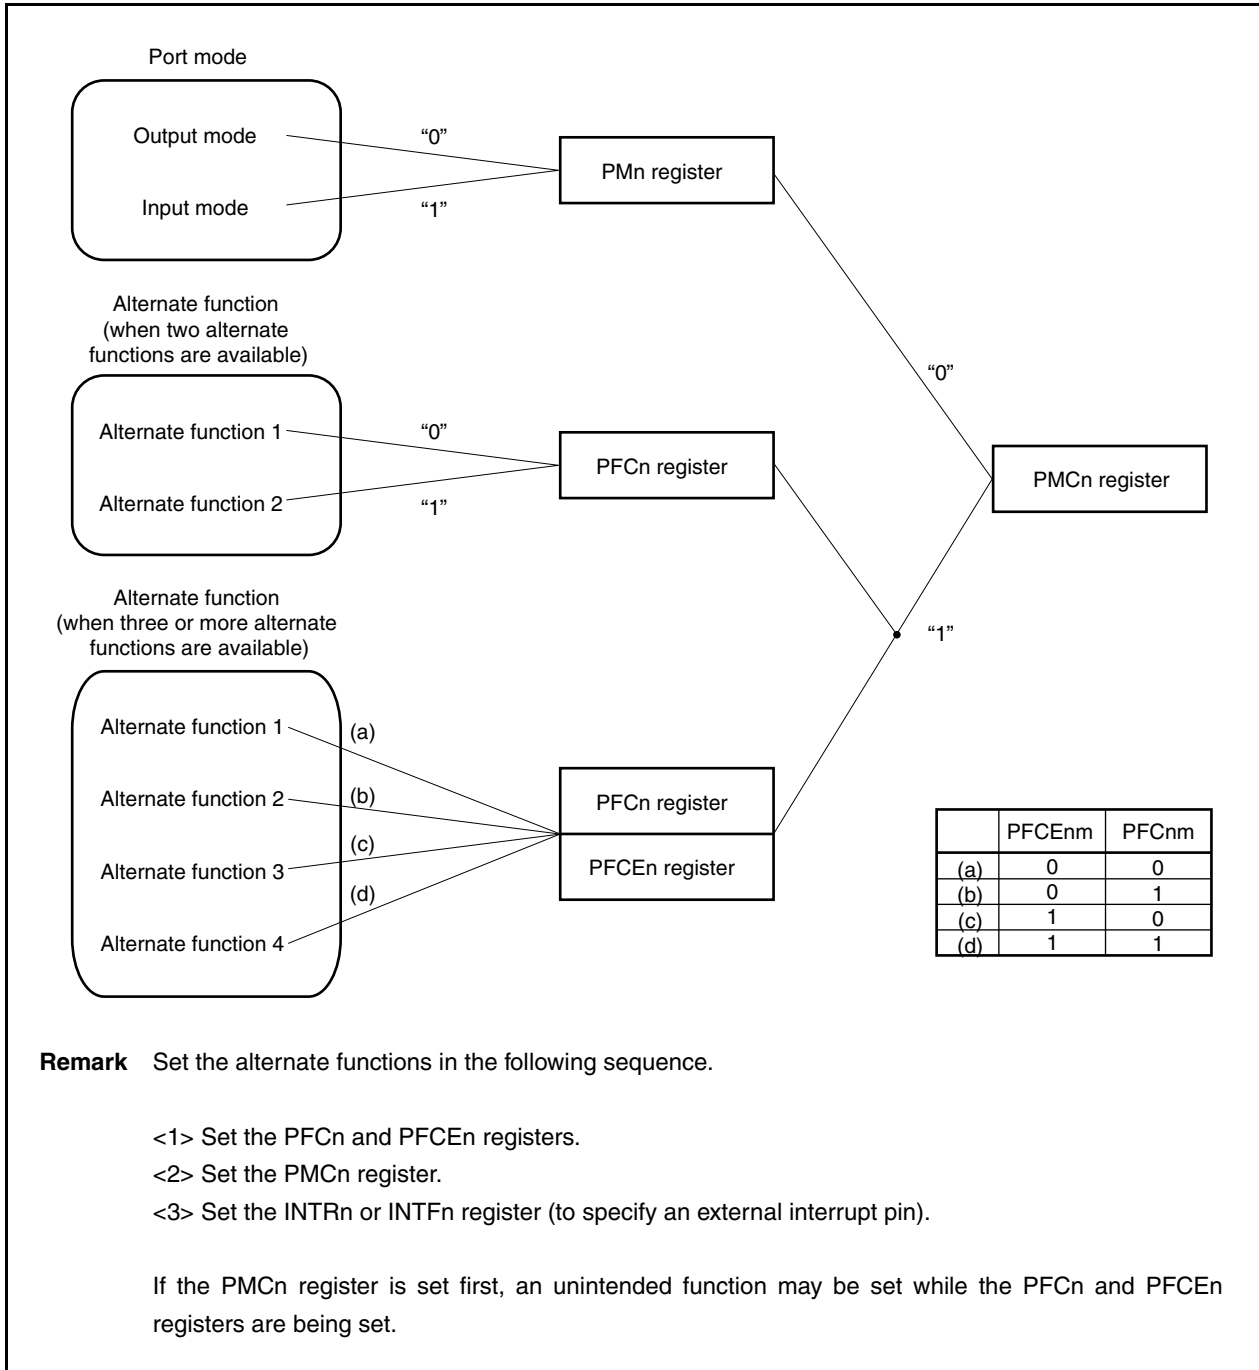 Port mode
Output mode
“0”
PMn register
Input mode
“1”
Alternate function
(when two alternate
functions are available)
“0”
Alternate function 1
“0”
PFCn register
PMCn register
Alternate function 2
“1”
Alternate function
(when three or more alternate
functions are available)
“1”
Alternate function 1
(a)
Alternate function 2
(b)
PFCn register
(c)
Alternate function 3
PFCEn register
(d)
Alternate function 4
PFCEnm PFCnm
(a) 0 0
(b) 0 1
(c) 1 0
(d) 1 1
Remark Set the alternate functions in the following sequence.
<1> Set the PFCn and PFCEn registers.
<2> Set the PMCn register.
<3> Set the INTRn or INTFn register (to specify an external interrupt pin).
If the PMCn register is set first, an unintended function may be set while the PFCn and PFCEn
registers are being set.